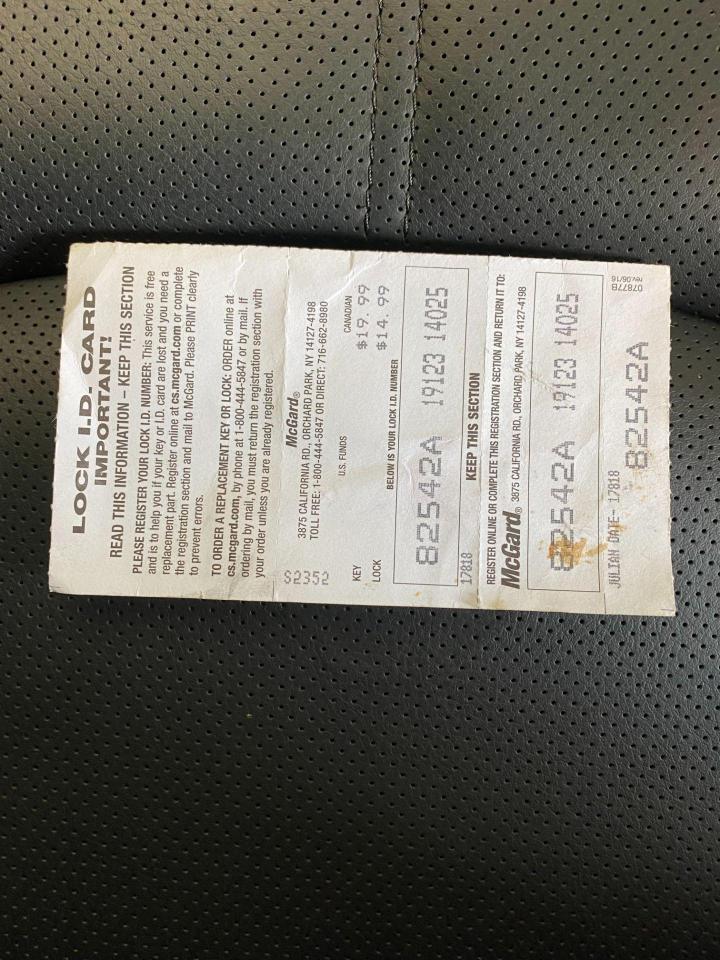 LOCK I.D. CARD
IMPORTANT!
READ THIS INFORMATION – KEEP THIS SECTION
PLEASE REGISTER YOUR LOCK I.D. NUMBER: This service is free
and is to help you if your key or I.D. card are lost and you need a
replacement part. Register online at cs.mcgard.com or complete
the registration section and mail to McGard. Please PRINT clearly
to prevent errors.
TO ORDER A REPLACEMENT KEY OR LOCK: ORDER online at
cs.mcgard.com, by phone at 1-800-444-5847 or by mail. If
ordering by mail, you must return the registration section with
your order unless you are already registered.
McGard®
3875 CALIFORNIA RD., ORCHARD PARK, NY 14127-4198
TOLL FREE: 1-800-444-5847 OR DIRECT: 716-662-8980
S2352
U.S. FUNDS CANADIAN
KEY $19.99
LOCK $14.99
BELOW IS YOUR LOCK I.D. NUMBER
82542A 19123 14025
17818 KEEP THIS SECTION
REGISTER ONLINE OR COMPLETE THIS REGISTRATION SECTION AND RETURN IT TO:
McGard® 3875 CALIFORNIA RD., ORCHARD PARK, NY 14127-4198
82542A 19123 14025
JULIAN DATE- 17818
82542A
07877B
rev.06/16